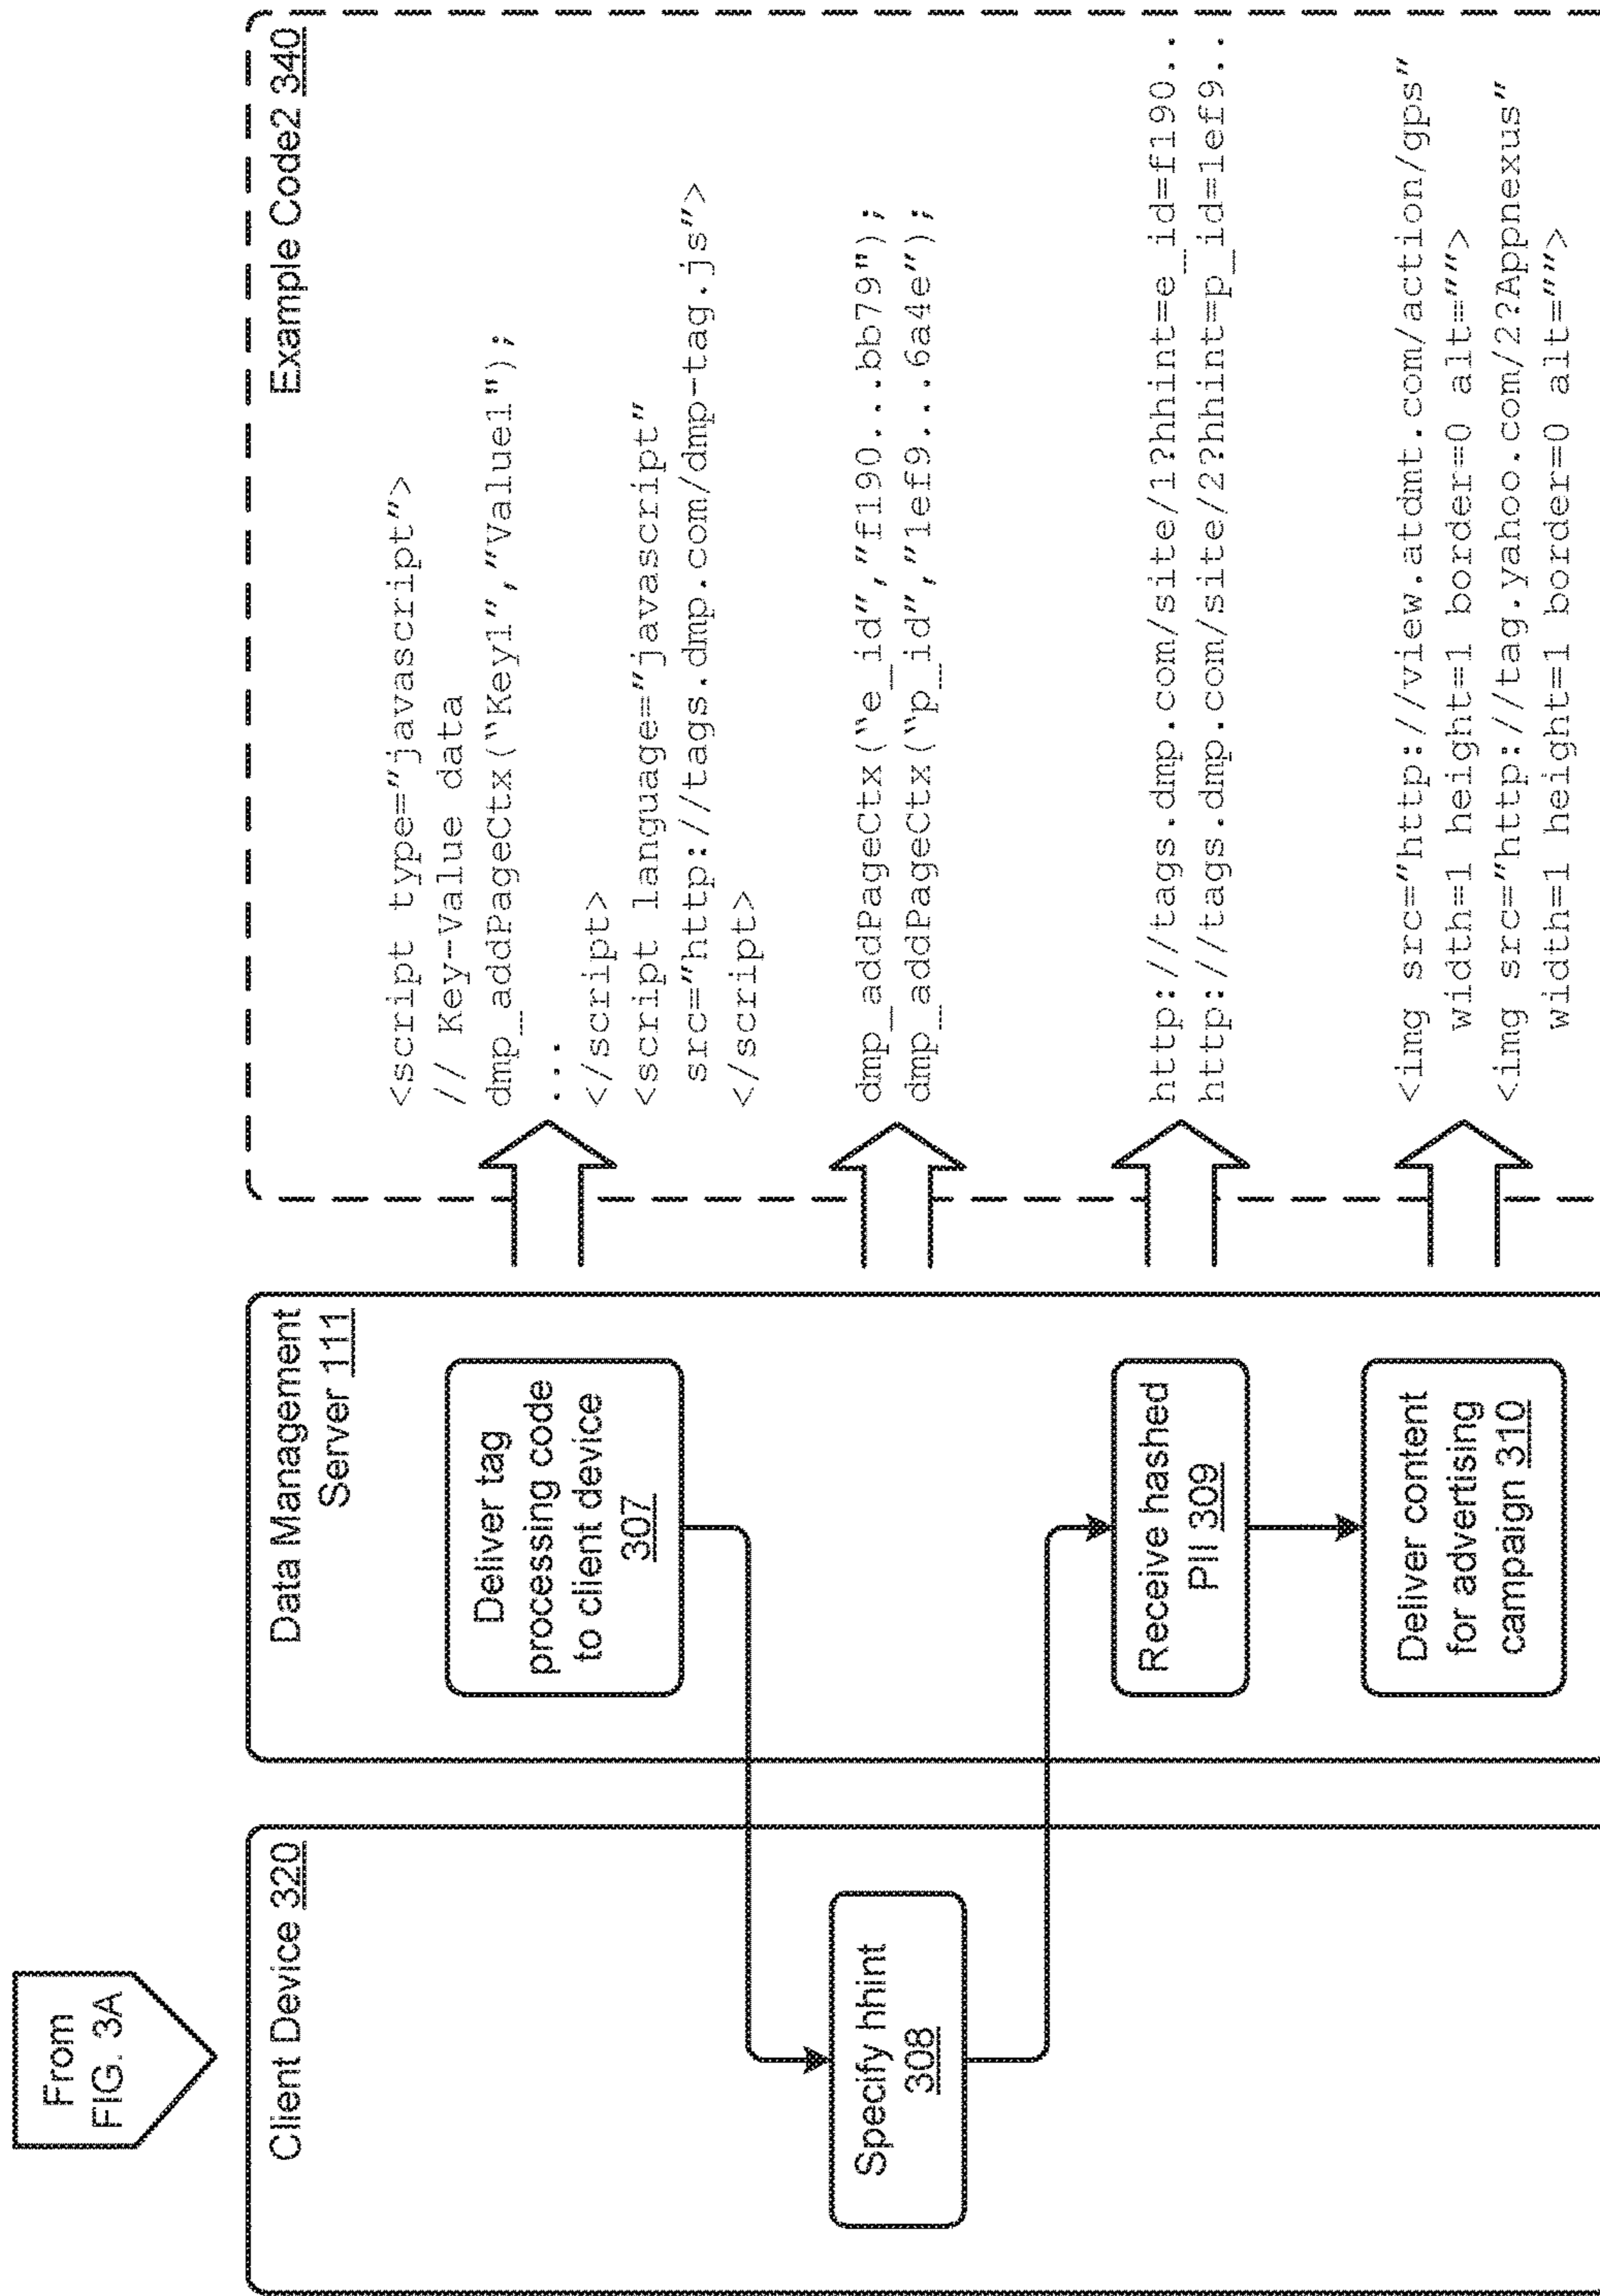 From
FIG. 3A
Client Device 320
Specify hhint
308
Data Management
Server 111
Deliver tag
processing code
to client device
307
Receive hashed
PII 309
Deliver content
for advertising
campaign 310
Example Code2 340
<script type="javascript">
// Key-Value data
dmp_addPageCtx("Key1","Value1");
...
</script>
<script language="javascript"
src="http://tags.dmp.com/dmp-tag.js">
</script>
dmp_addPageCtx("e_id","f190...bb79");
dmp_addPageCtx("p_id","1ef9...6a4e");
http://tags.dmp.com/site/1?hhint=e_id=f190..
http://tags.dmp.com/site/2?hhint=p_id=1ef9..
<img src="http://view.atdmt.com/action/gps"
width=1 height=1 border=0 alt="">
<img src="http://tag.yahoo.com/2?Appnexus"
width=1 height=1 border=0 alt="">